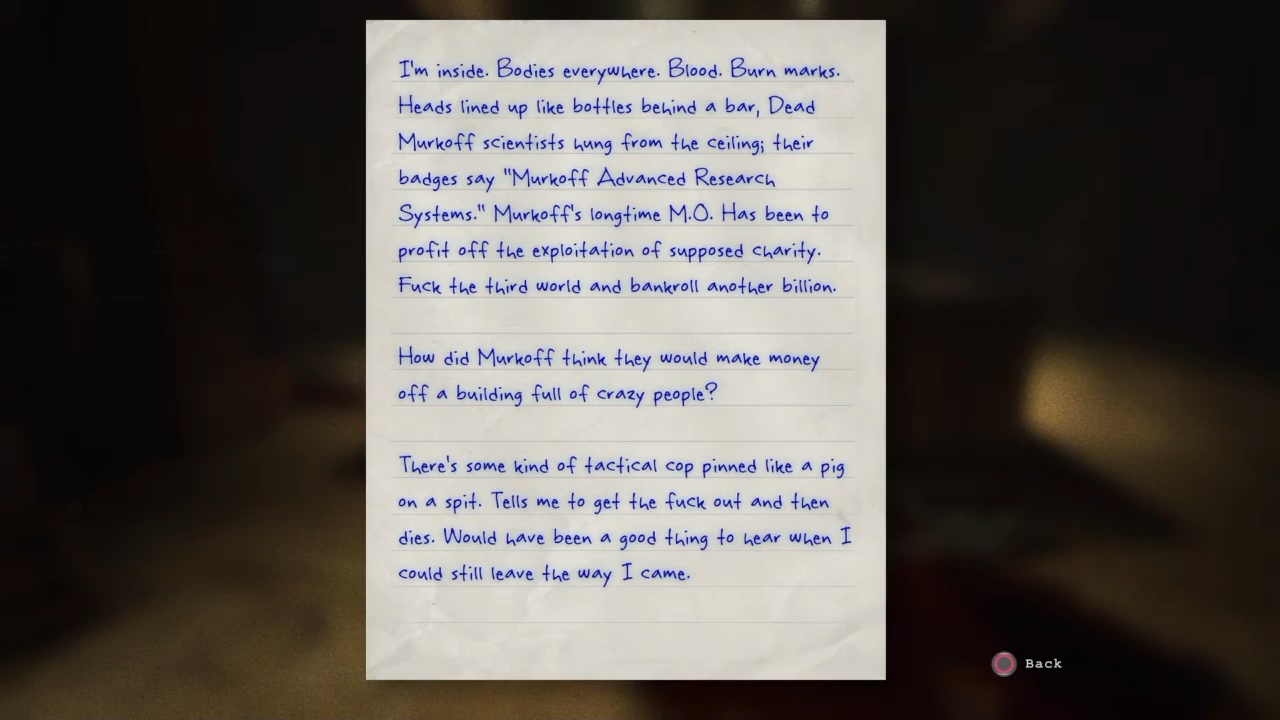 I'm inside. Bodies everywhere. Blood. Burn marks.
Heads lined up like bottles behind a bar, Dead
Murkoff scientists hung from the ceiling; their
badges say "Murkoff Advanced Research
Systems." Murkoff's longtime M.O. Has been to
profit off the exploitation of supposed charity.
Fuck the third world and bankroll another billion.
How did Murkoff think they would make money
off a building full of crazy people?
There's some kind of tactical cop pinned like a pig
on a spit. Tells me to get the fuck out and then
dies. Would have been a good thing to hear when I
could still leave the way I came.
Back